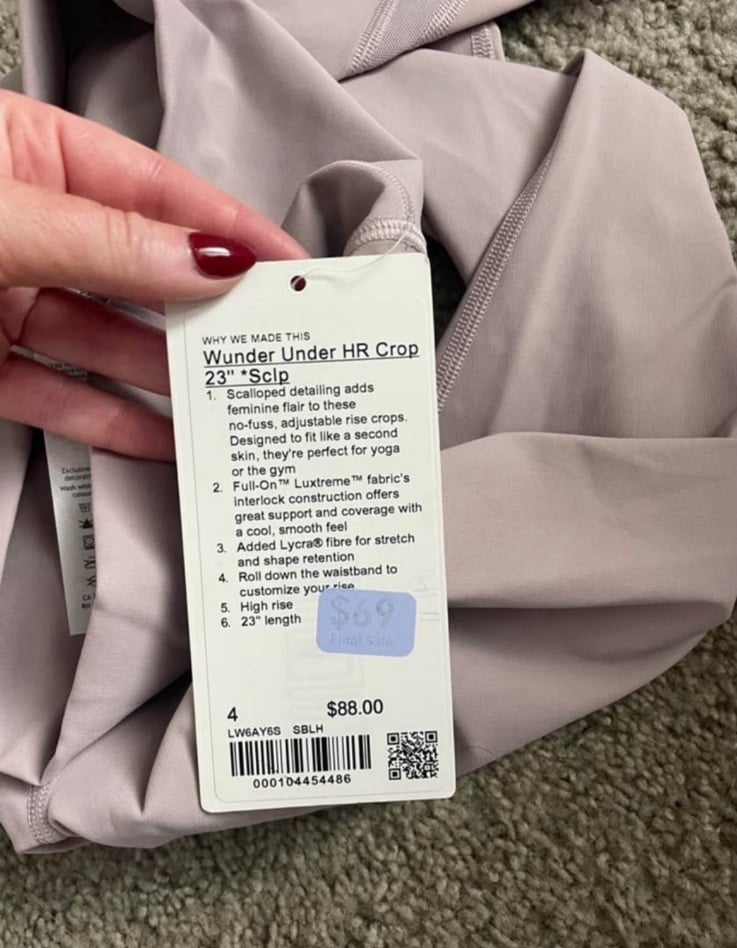 WHY WE MADE THIS
Wunder Under HR Crop
23" *Sclp
1. Scalloped detailing adds
feminine flair to these
no-fuss, adjustable rise crops.
Designed to fit like a second
skin, they're perfect for yoga
or the gym
2. Full-On™ Luxtreme™ fabric's
interlock construction offers
great support and coverage with
a cool, smooth feel
3. Added Lycra® fibre for stretch
and shape retention
4. Roll down the waistband to
customize your rise
5. High rise
6. 23" length
$69
Final Sale
4 $88.00
LW6AY6S SBLH
000104454486